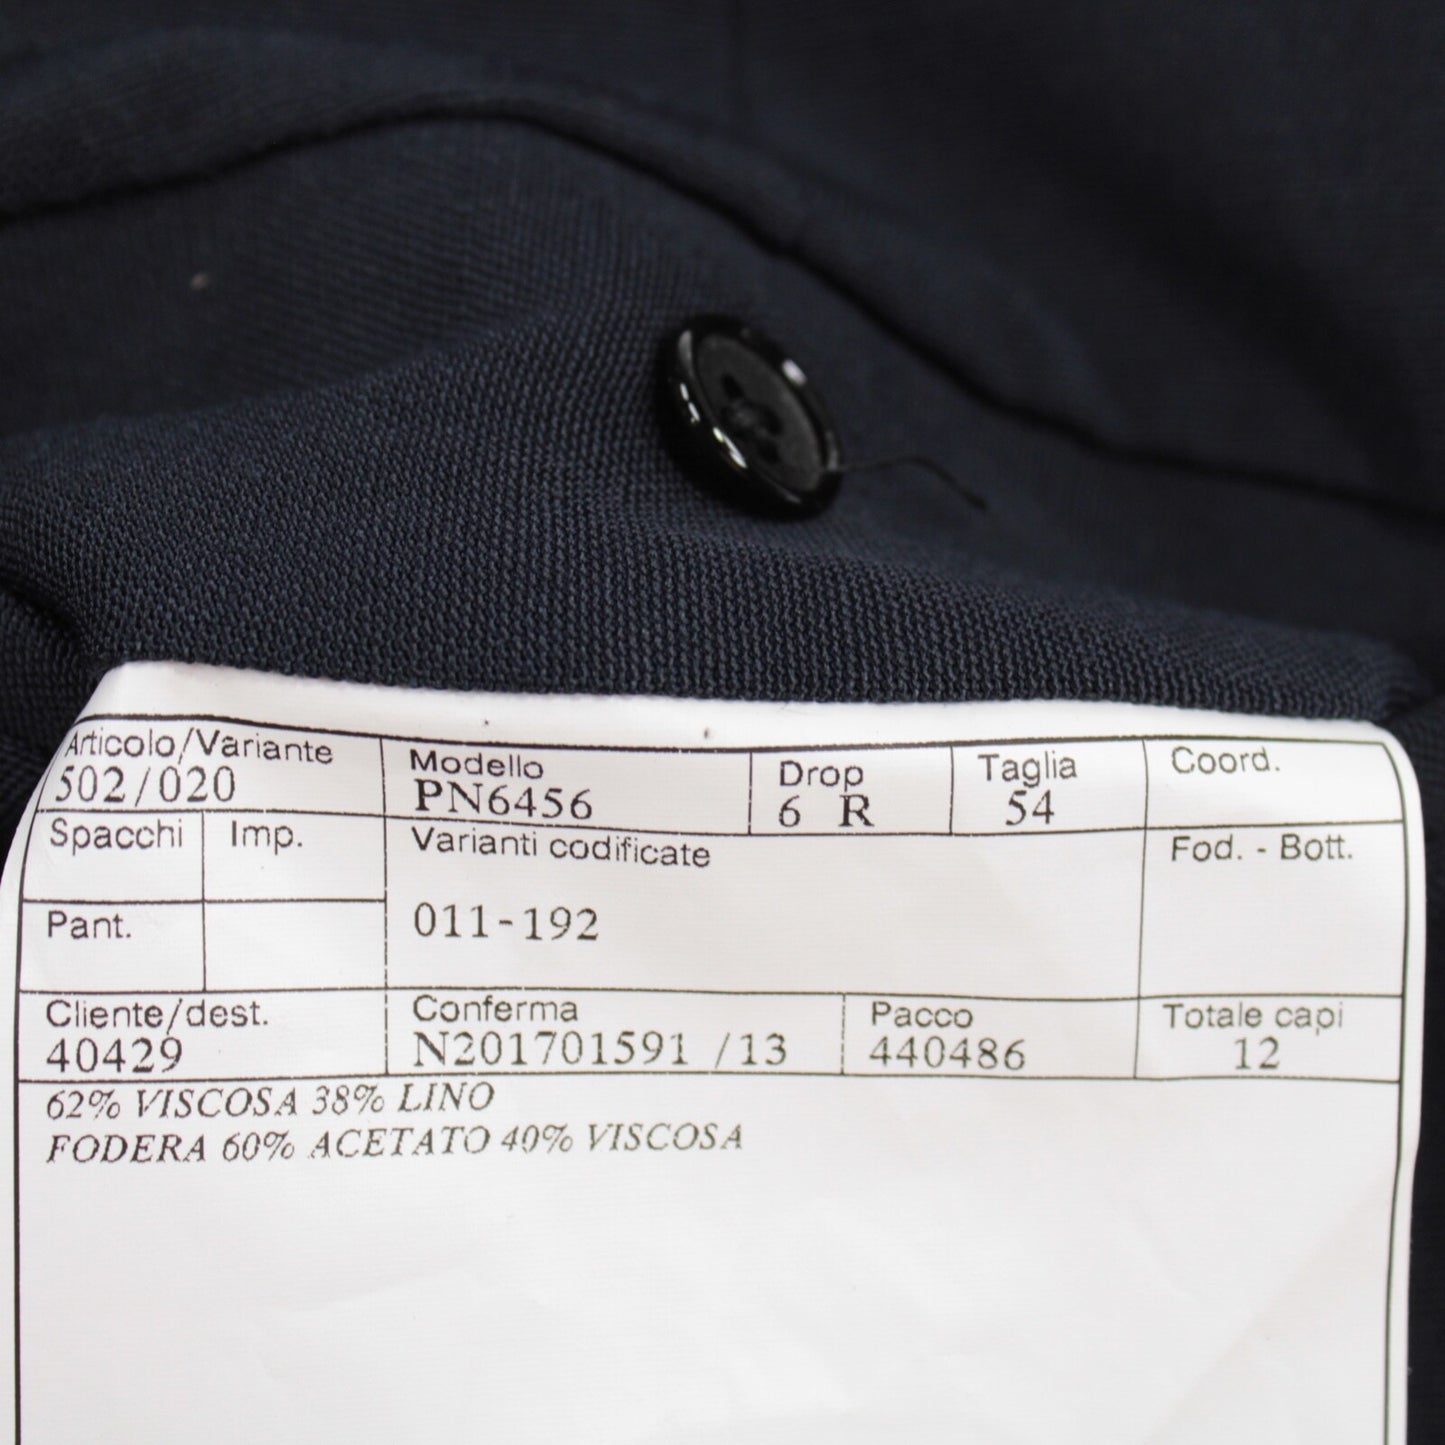 Articolo/Variante Modello Drop Taglia Coord.
502/020 PN6456 6 R 54
Spacchi Imp. Varianti codificate Fod. - Bott.
Pant. 011-192
Cliente/dest. Conferma Pacco Totale capi
40429 N201701591 /13 440486 12
62% VISCOSA 38% LINO
FODERA 60% ACETATO 40% VISCOSA